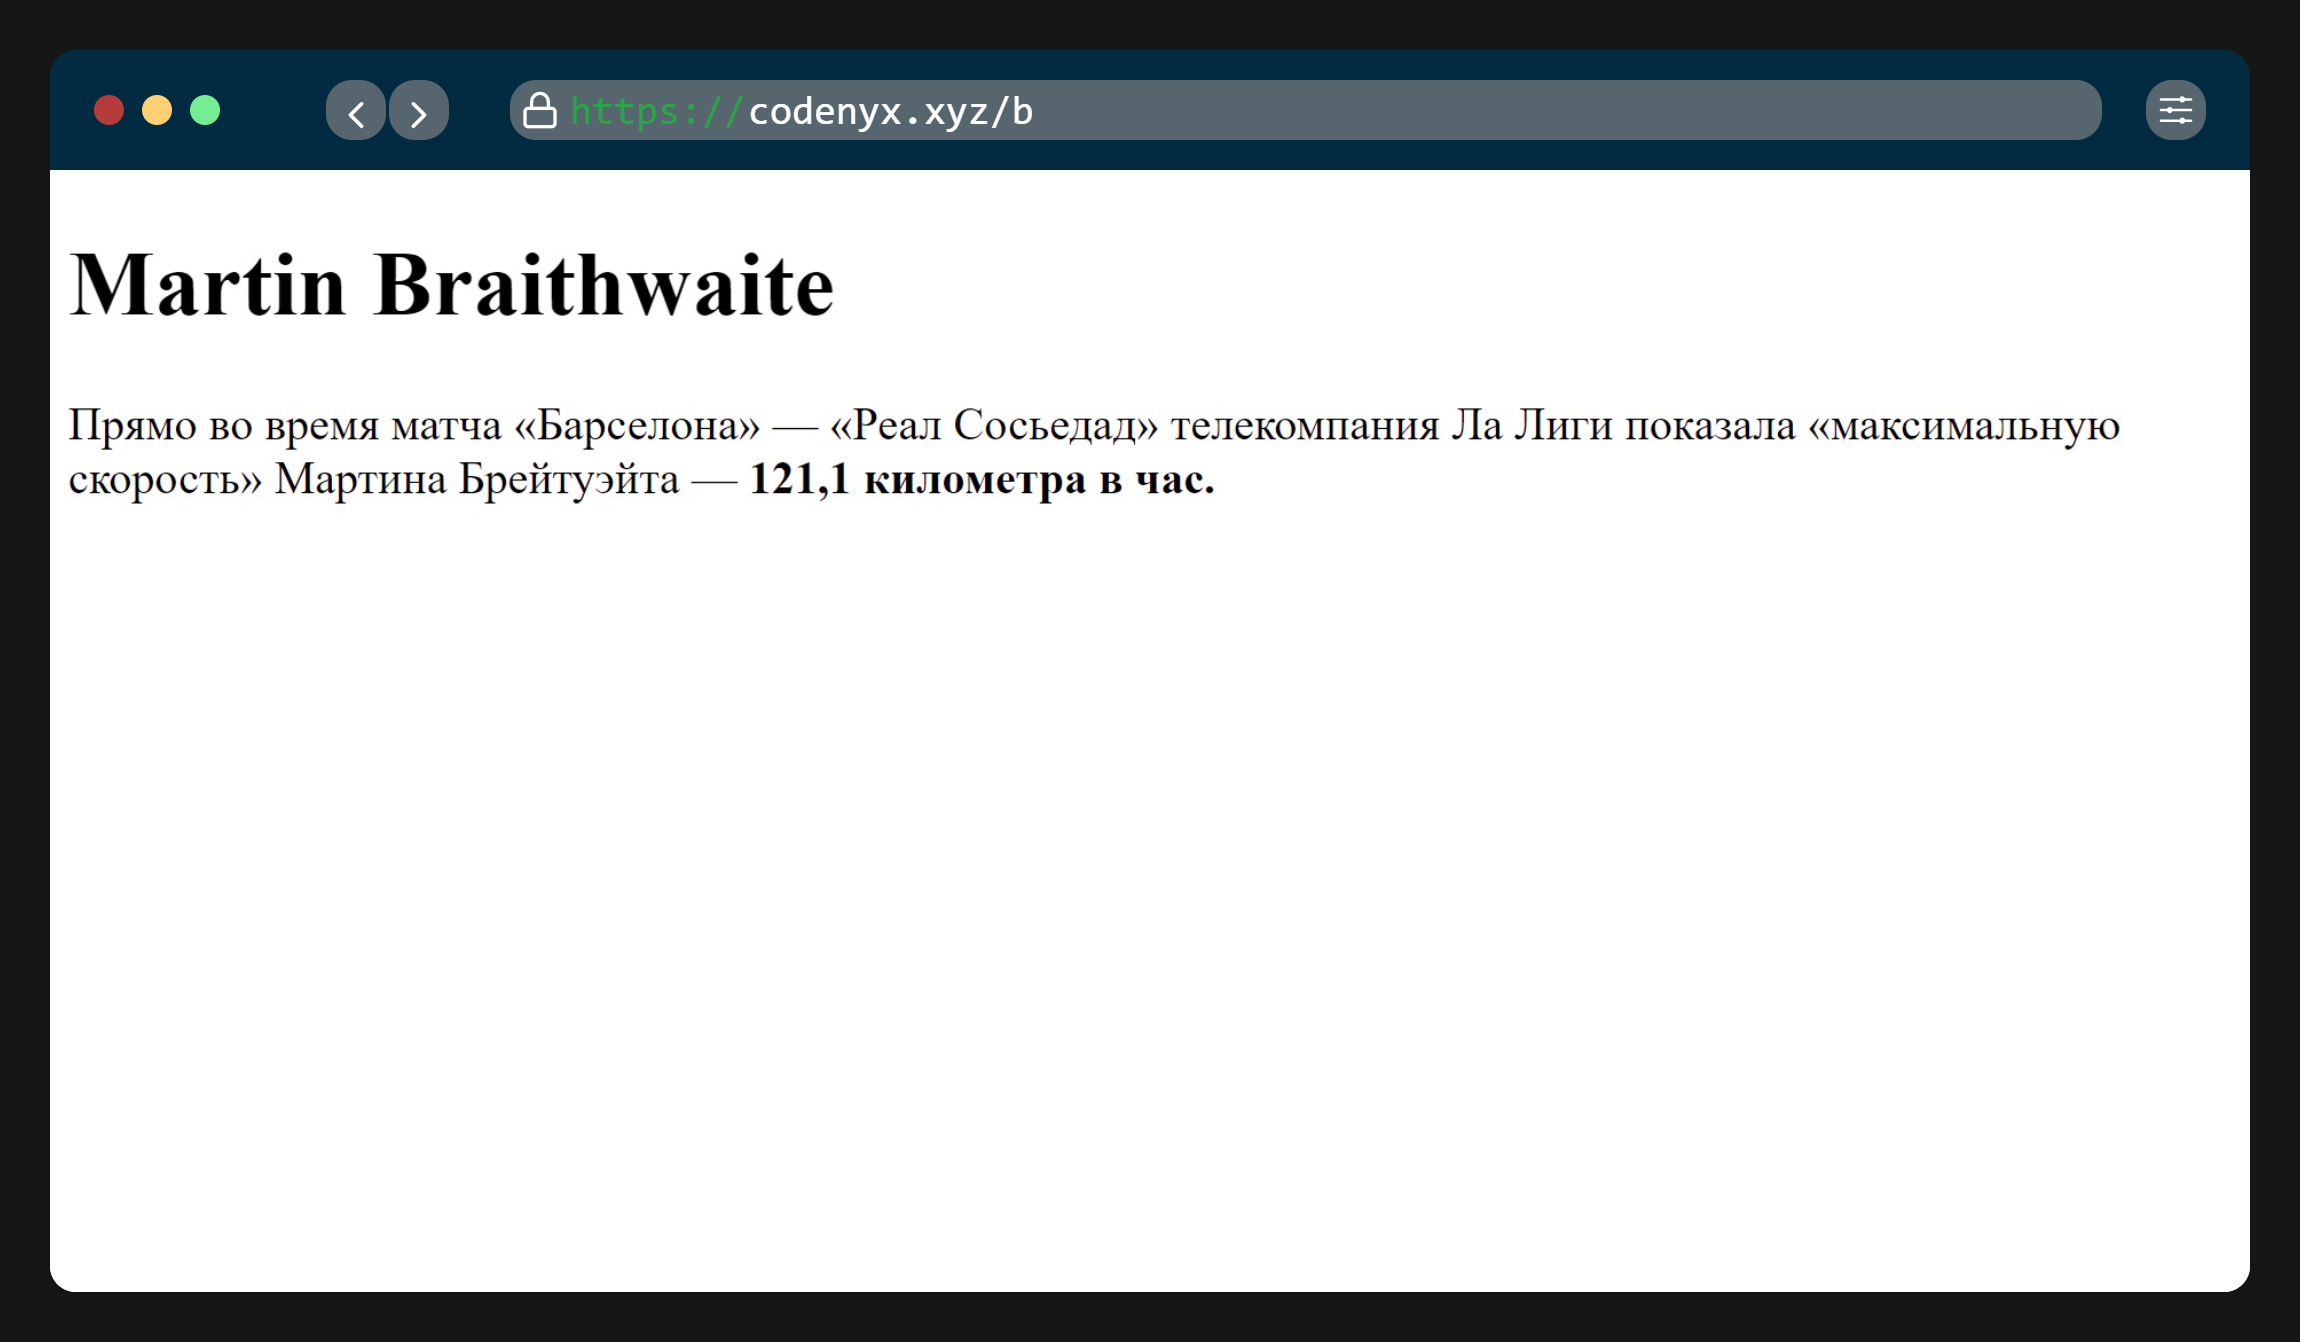 https://codenyx.xyz/b
Martin Braithwaite
Прямо во время матча «Барселона» — «Реал Сосьедад» телекомпания Ла Лиги показала «максимальную
скорость» Мартина Брейтуэйта — 121,1 километра в час.